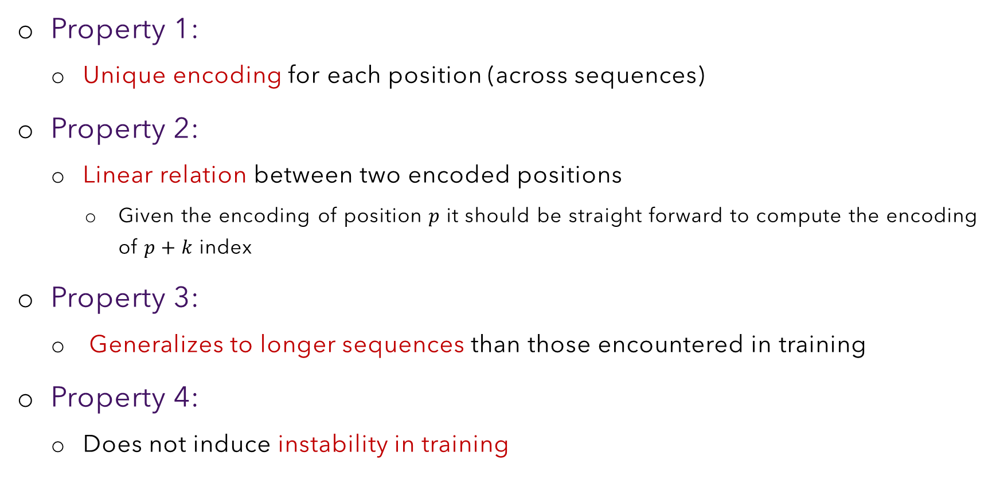 Property 1:
Unique encoding for each position (across sequences)
Property 2:
Linear relation between two encoded positions
Given the encoding of position p it should be straight forward to compute the encoding
of p + k index
Property 3:
Generalizes to longer sequences than those encountered in training
Property 4:
Does not induce instability in training